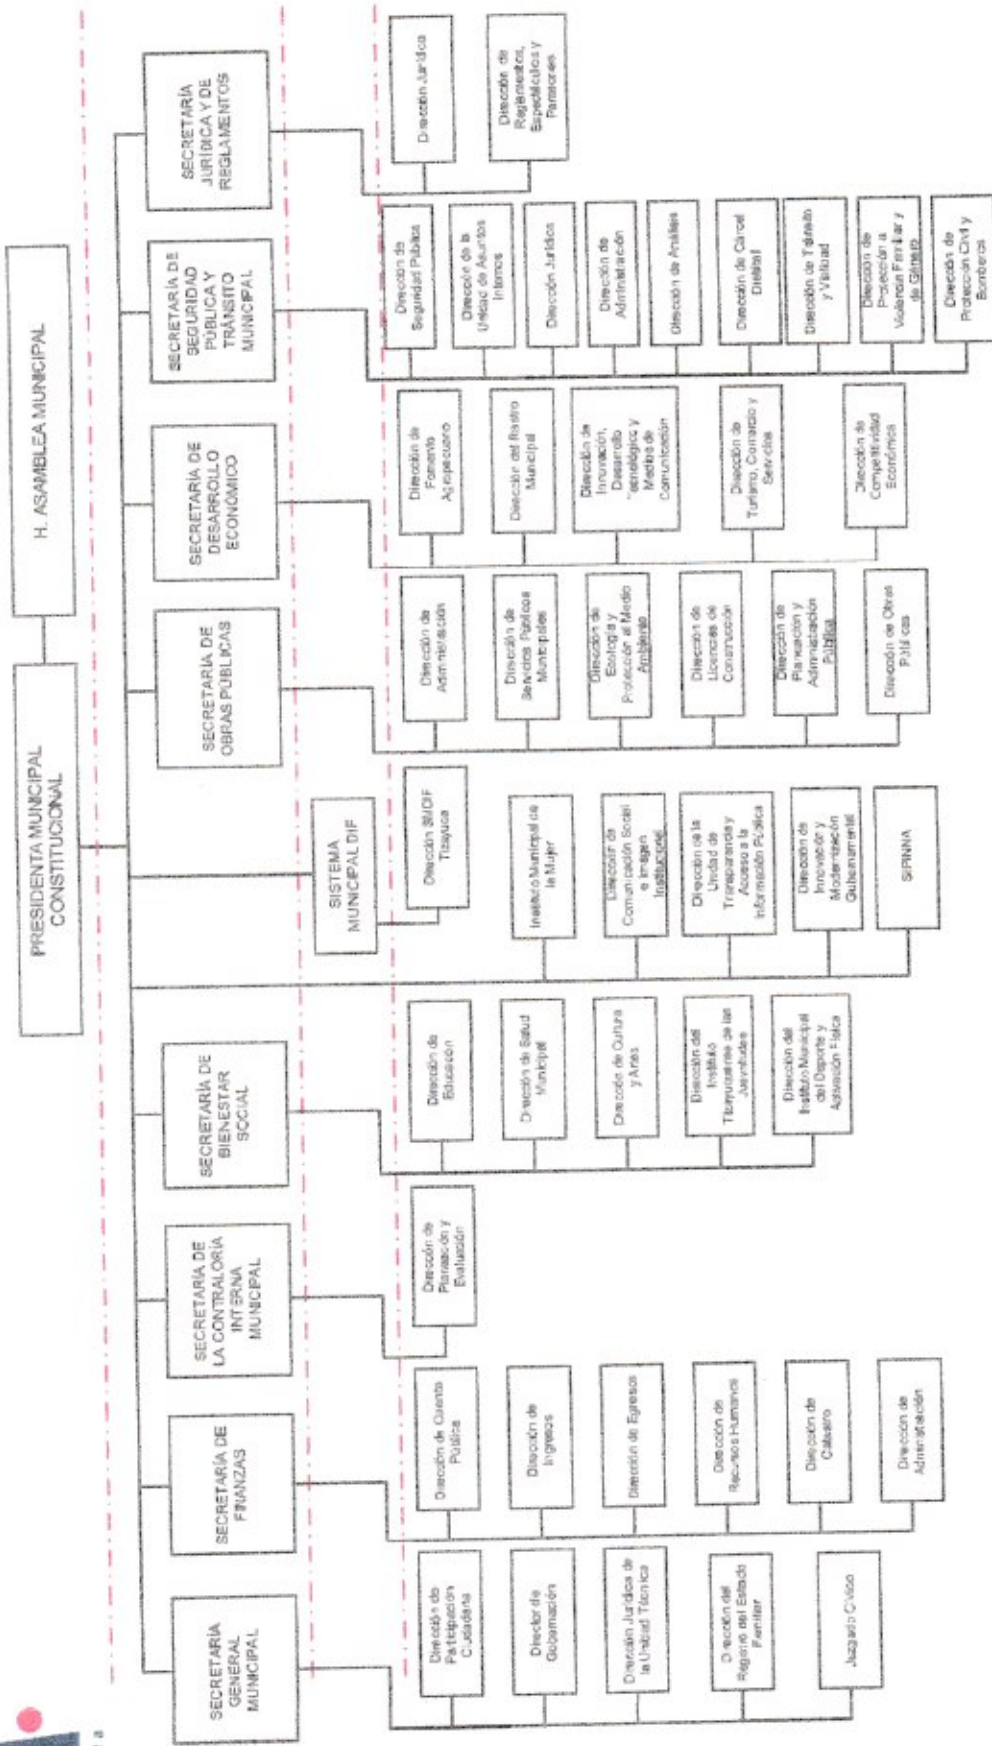 PRESIDENTA MUNICIPAL
CONSTITUCIONAL
H. ASAMBLEA MUNICIPAL
SECRETARÍA
GENERAL
MUNICIPAL
SECRETARÍA DE
FINANZAS
SECRETARÍA DE
LA CONTRALORÍA
INTERNA
MUNICIPAL
SECRETARÍA DE
BIENESTAR
SOCIAL
SECRETARÍA DE
OBRAS PÚBLICAS
SECRETARÍA DE
DESARROLLO
ECONÓMICO
SECRETARÍA DE
SEGURIDAD
PÚBLICA Y
TRÁNSITO
MUNICIPAL
SECRETARÍA
JURÍDICA Y DE
REGLAMENTOS
SISTEMA
MUNICIPAL DIF
Dirección de
Participación
Ciudadana
Director de
Gobernación
Dirección Jurídica de
la Unidad Técnica
Dirección del
Registro del Estado
Familiar
Juzgado Cívico
Dirección de Cuenta
Pública
Dirección de
Ingresos
Dirección de Egresos
Dirección de
Recursos Humanos
Dirección de
Catastro
Dirección de
Administración
Dirección de
Planeación y
Evaluación
Dirección de
Educación
Dirección de Salud
Municipal
Dirección de Cultura
y Artes
Dirección del
Instituto
Tizayuquense de las
Juventudes
Dirección del
Instituto Municipal
del Deporte y
Activación Física
Dirección SMDIF
Tizayuca
Instituto Municipal de
la Mujer
Dirección de
Comunicación Social
e Imagen
Institucional
Dirección de la
Unidad de
Transparencia y
Acceso a la
Información Pública
Dirección de
Innovación y
Modernización
Gubernamental
SIPINNA
Dirección de
Administración
Dirección de
Servicios Públicos
Municipales
Dirección de
Ecología y
Protección al Medio
Ambiente
Dirección de
Licencias de
Construcción
Dirección de
Planeación y
Administración
Pública
Dirección de Obras
Públicas
Dirección de
Fomento
Agropecuario
Dirección del Rastro
Municipal
Dirección de
Innovación,
Desarrollo
Tecnológico y
Medios de
Comunicación
Dirección de
Turismo, Comercio y
Servicios
Dirección de
Competitividad
Económica
Dirección de
Seguridad Pública
Dirección de la
Unidad de Asuntos
Internos
Dirección Jurídica
Dirección de
Administración
Dirección de Análisis
Dirección de Cárcel
Distrital
Dirección de Tránsito
y Vialidad
Dirección de
Protección a
Violencia Familiar y
de Género
Dirección de
Protección Civil y
Bomberos
Dirección Jurídica
Dirección de
Reglamentos,
Espectáculos y
Panteones